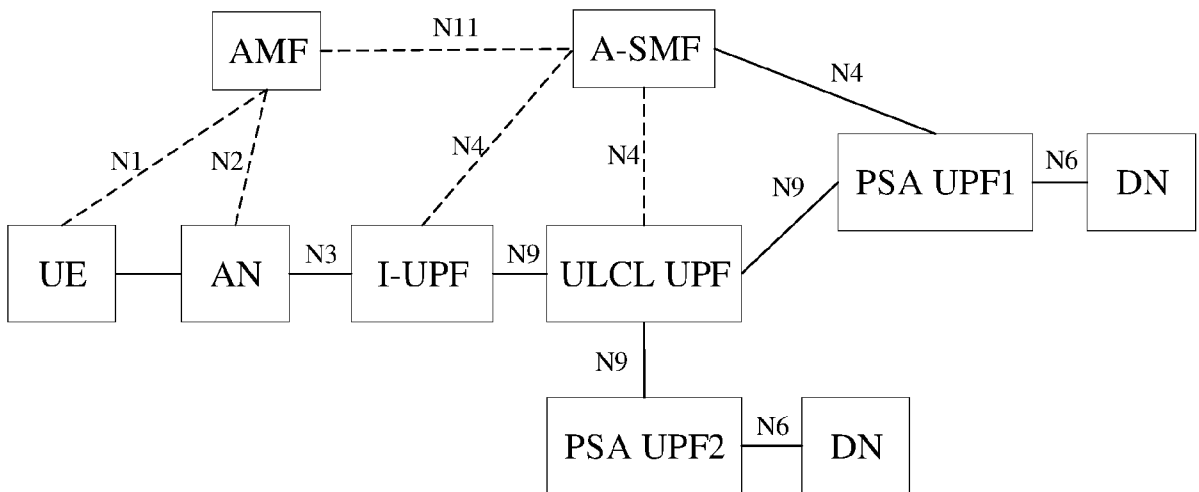 N11
AMF
A-SMF
N4
N1
N2
N4
N4
PSA UPF1
N6
DN
N9
UE
AN
N3
I-UPF
N9
ULCL UPF
N9
PSA UPF2
N6
DN